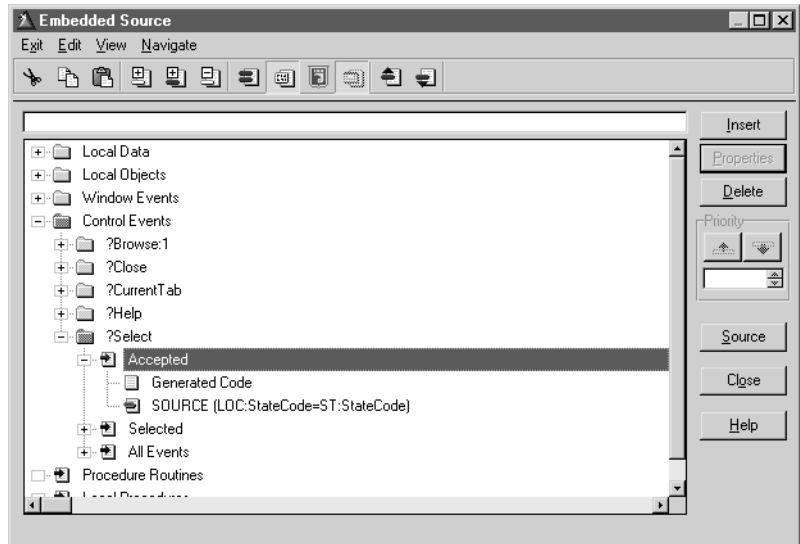 Embedded Source
Exit Edit View Navigate
Insert
Properties
Delete
Priority
Source
Close
Help
Local Data
Local Objects
Window Events
Control Events
?Browse:1
?Close
?CurrentTab
?Help
?Select
Accepted
Generated Code
SOURCE (LOC:StateCode=ST:StateCode)
Selected
All Events
Procedure Routines
Local Procedures